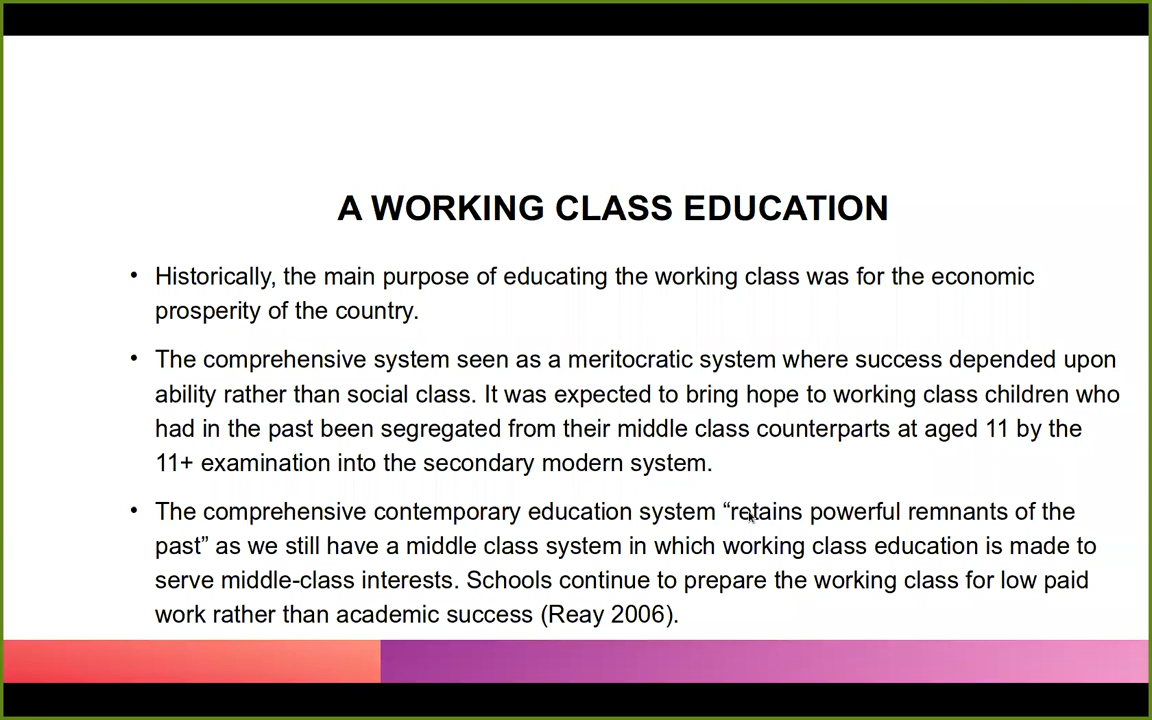 A WORKING CLASS EDUCATION
• Historically, the main purpose of educating the working class was for the economic
prosperity of the country.
• The comprehensive system seen as a meritocratic system where success depended upon
ability rather than social class. It was expected to bring hope to working class children who
had in the past been segregated from their middle class counterparts at aged 11 by the
11+ examination into the secondary modern system.
• The comprehensive contemporary education system “retains powerful remnants of the
past” as we still have a middle class system in which working class education is made to
serve middle-class interests. Schools continue to prepare the working class for low paid
work rather than academic success (Reay 2006).